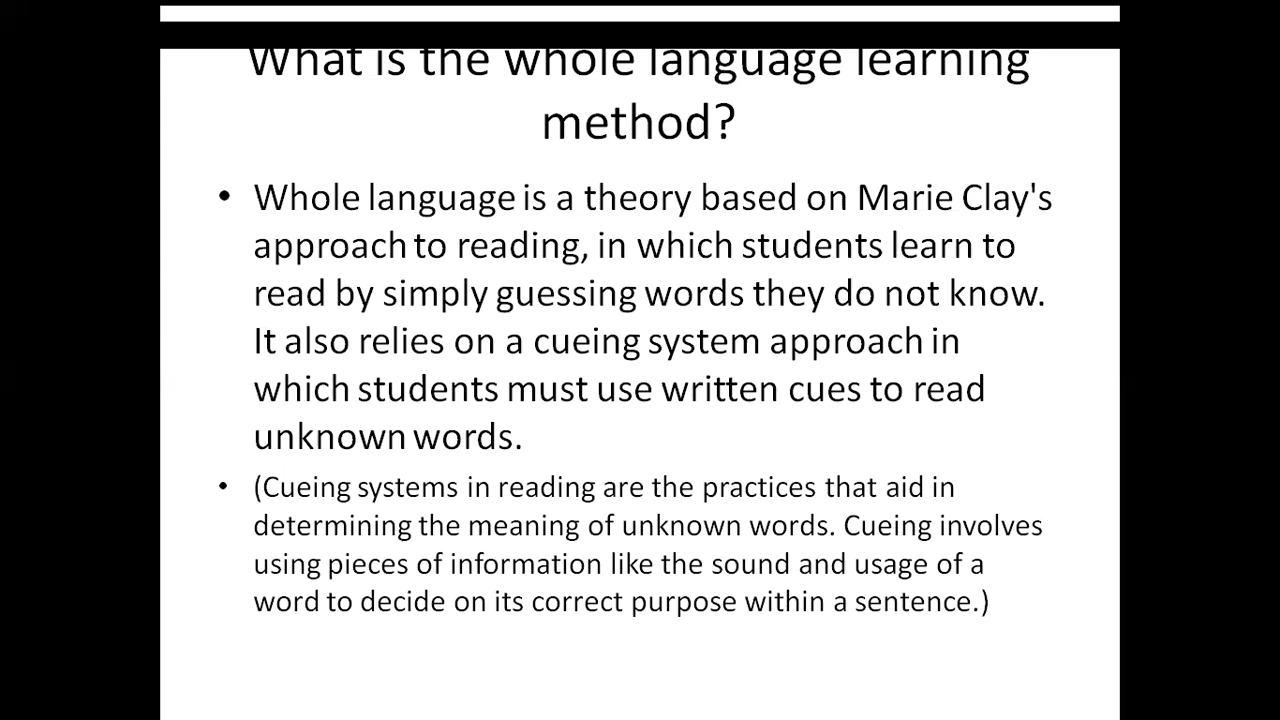 What is the whole language learning
method?
• Whole language is a theory based on Marie Clay's
approach to reading, in which students learn to
read by simply guessing words they do not know.
It also relies on a cueing system approach in
which students must use written cues to read
unknown words.
• (Cueing systems in reading are the practices that aid in
determining the meaning of unknown words. Cueing involves
using pieces of information like the sound and usage of a
word to decide on its correct purpose within a sentence.)